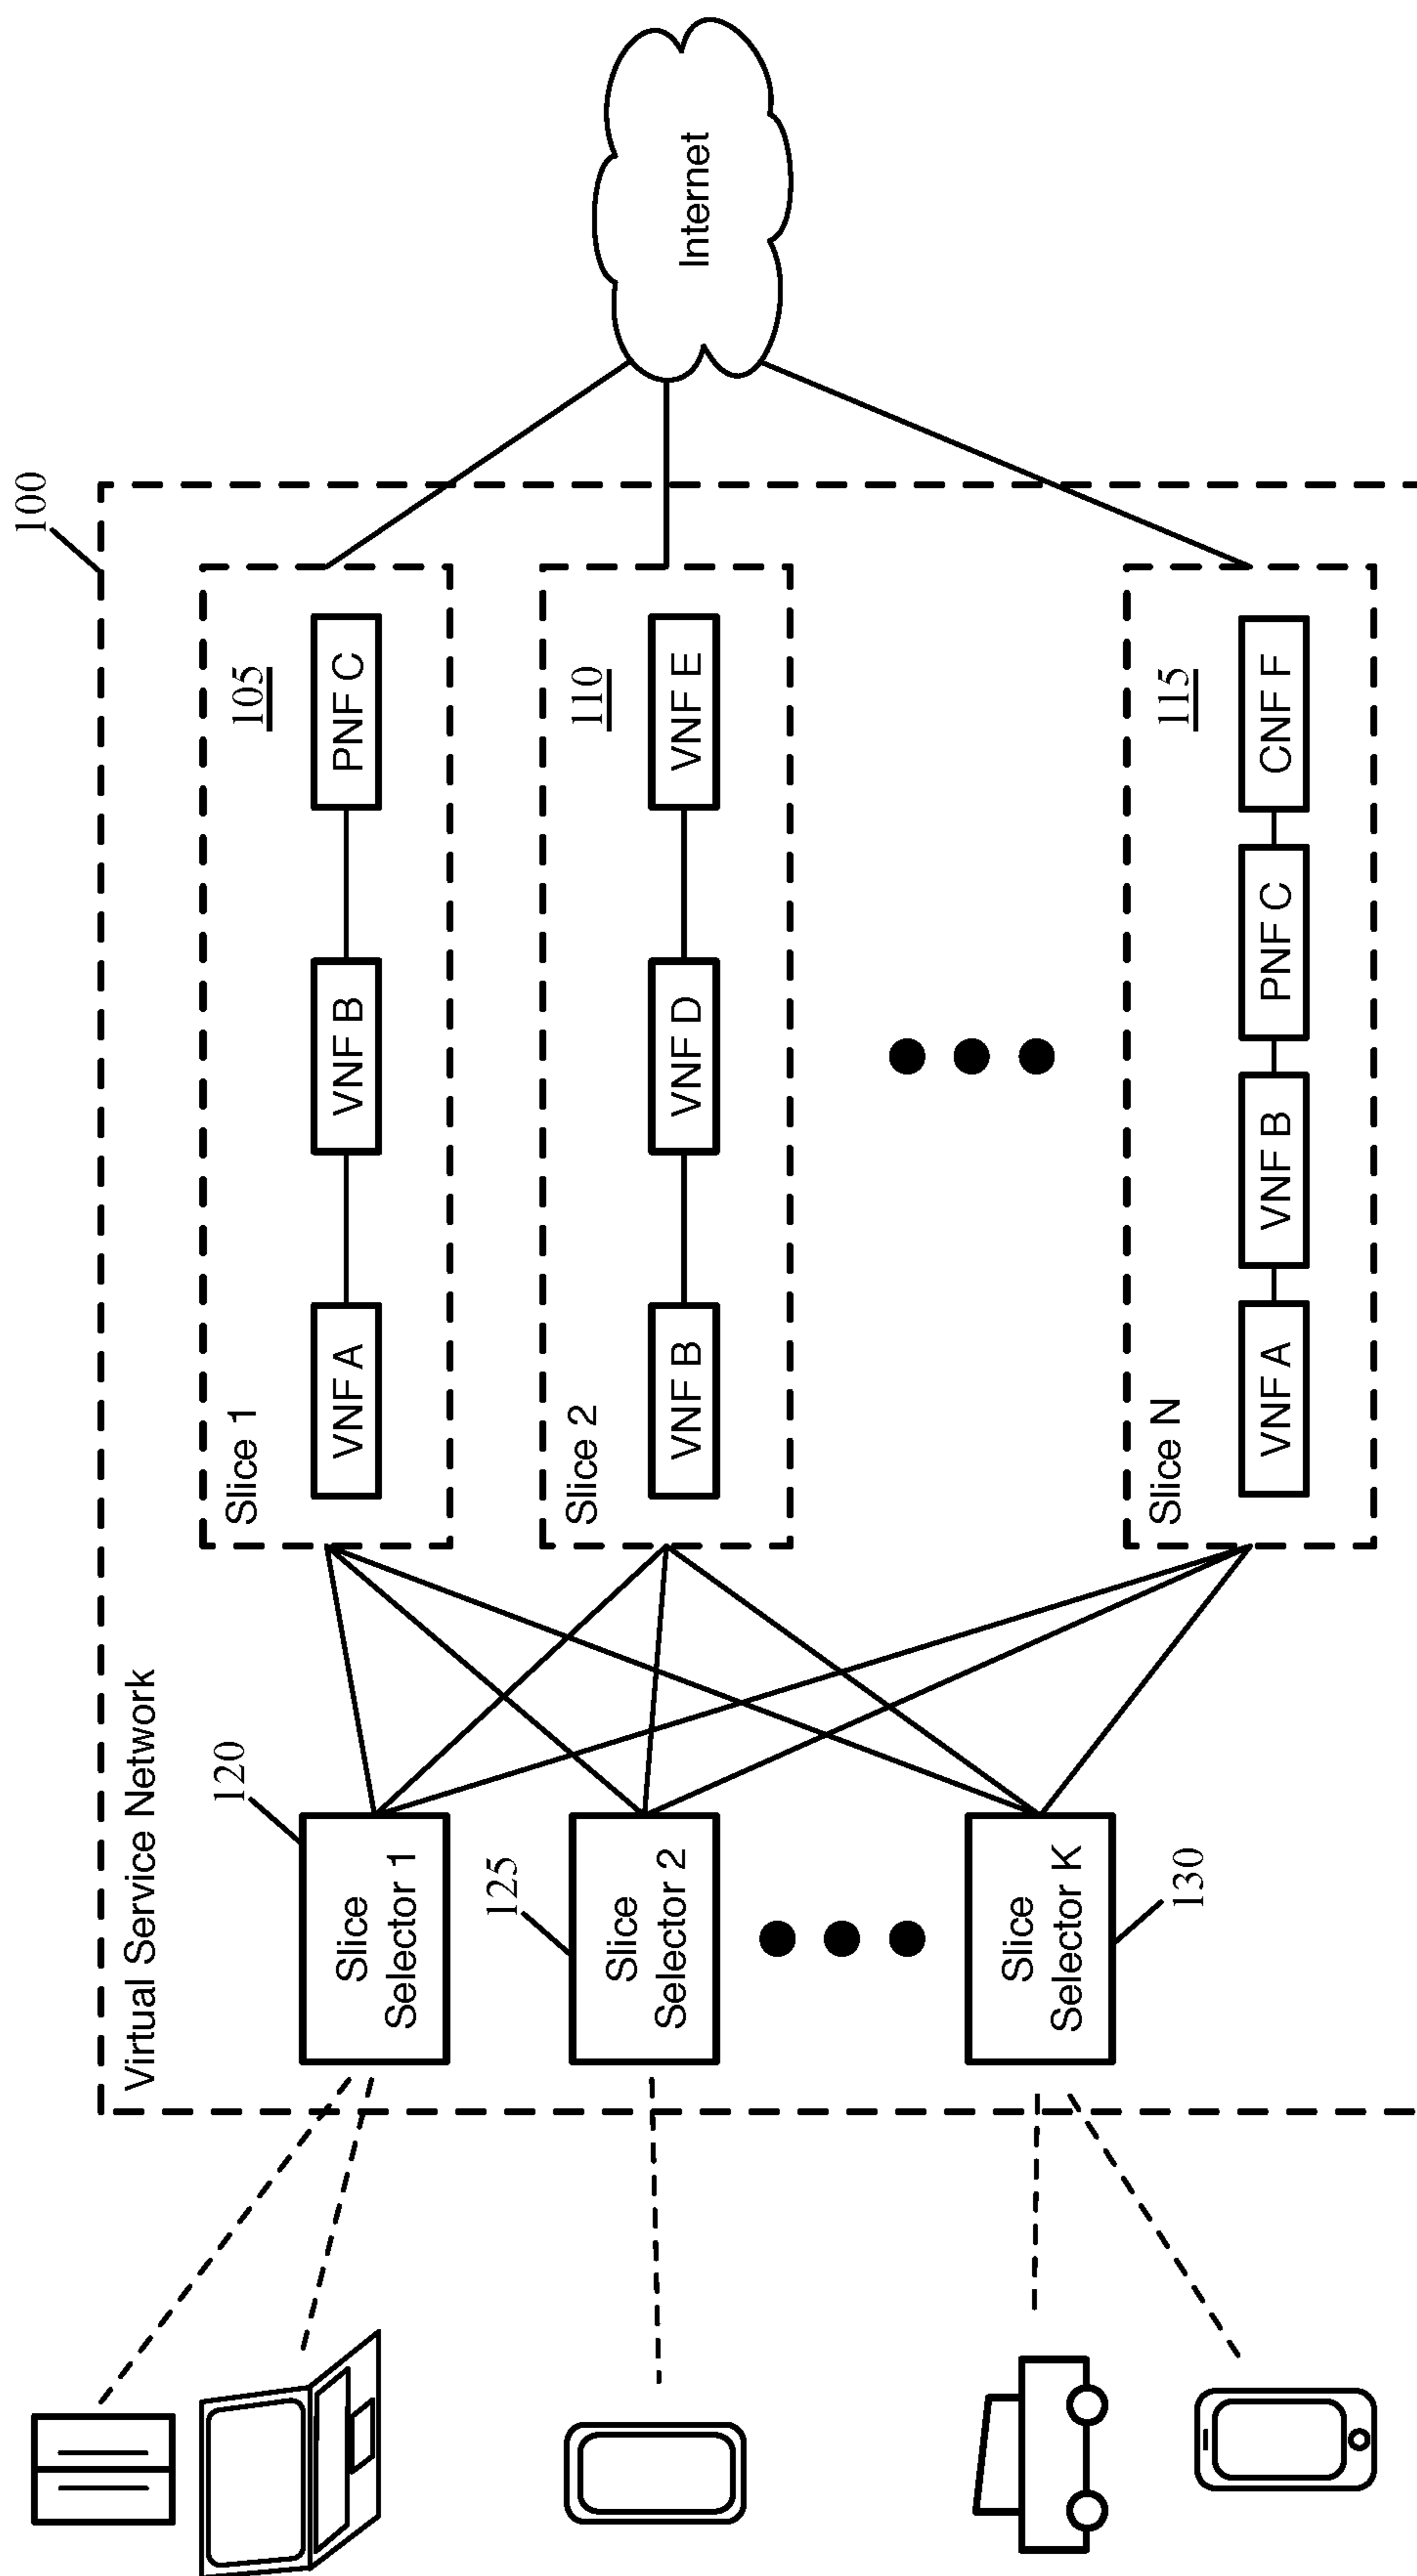 100
Virtual Service Network
120
Slice
Selector 1
125
Slice
Selector 2
130
Slice
Selector K
Slice 1
105
VNF A
VNF B
PNF C
Slice 2
110
VNF B
VNF D
VNF E
Slice N
115
VNF A
VNF B
PNF C
CNF F
Internet